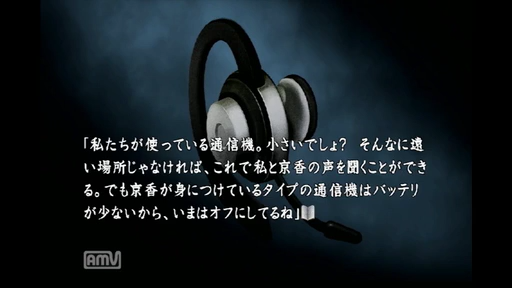 「私たちが使っている通信機。小さいでしょ？　そんなに遠
い場所じゃなければ、これで私と京香の声を聞くことができ
る。でも京香が身につけているタイプの通信機はバッテリ
が少ないから、いまはオフにしてるね」
AMV